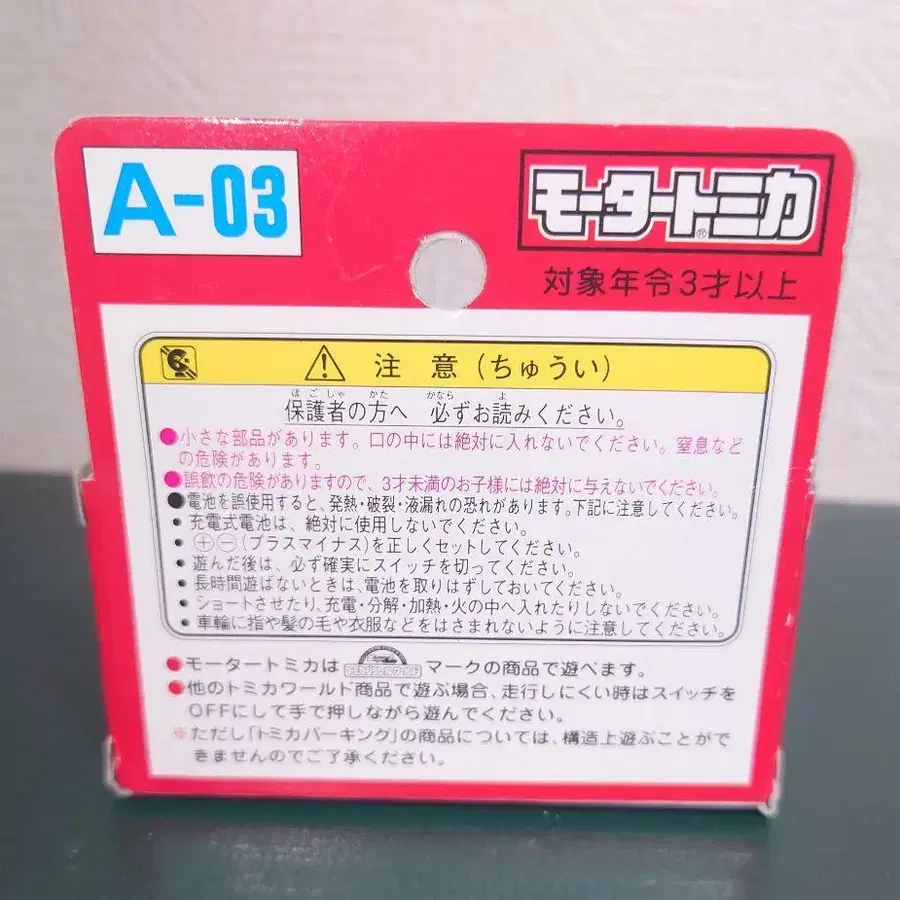 A-03
モータートミカ®
対象年令3才以上
注 意(ちゅうい)
保護者の方へ 必ずお読みください。
●小さな部品があります。口の中には絶対に入れないでください。窒息など
の危険があります。
●誤飲の危険がありますので、3才未満のお子様には絶対に与えないでください。
●電池を誤使用すると、発熱・破裂・液漏れの恐れがあります。下記に注意してください。
・充電式電池は、絶対に使用しないでください。
・⊕⊖(プラスマイナス)を正しくセットしてください。
・遊んだ後は、必ず確実にスイッチを切ってください。
・長時間遊ばないときは、電池を取りはずしておいてください。
・ショートさせたり、充電・分解・加熱・火の中へ入れたりしないでください。
・車輪に指や髪の毛や衣服などをはさまれないように注意してください。
●モータートミカは マークの商品で遊べます。
●他のトミカワールド商品で遊ぶ場合、走行しにくい時はスイッチを
OFFにして手で押しながら遊んでください。
※ただし「トミカパーキング」の商品については、構造上遊ぶことがで
きませんのでご了承ください。